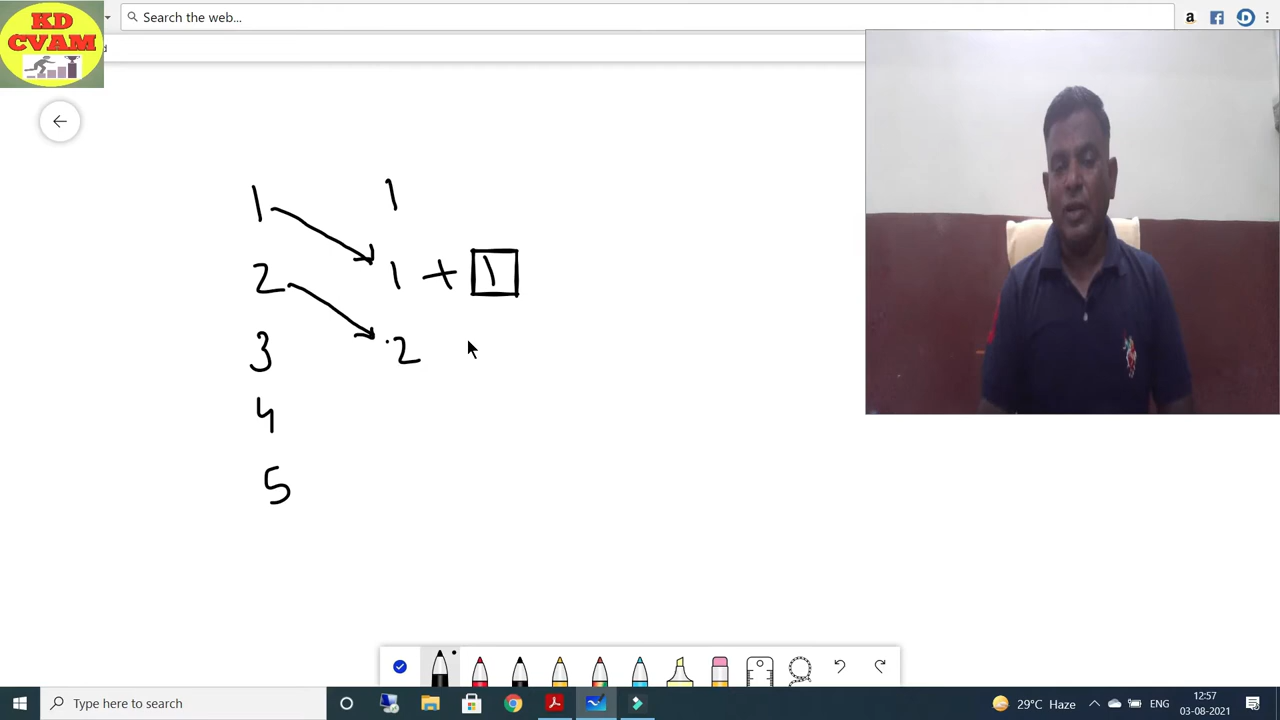 KD
CVAM
Search the web...
d
1 1
2 1 + 1
3 2
4
5
Type here to search
29°C Haze
ENG
12:57
03-08-2021